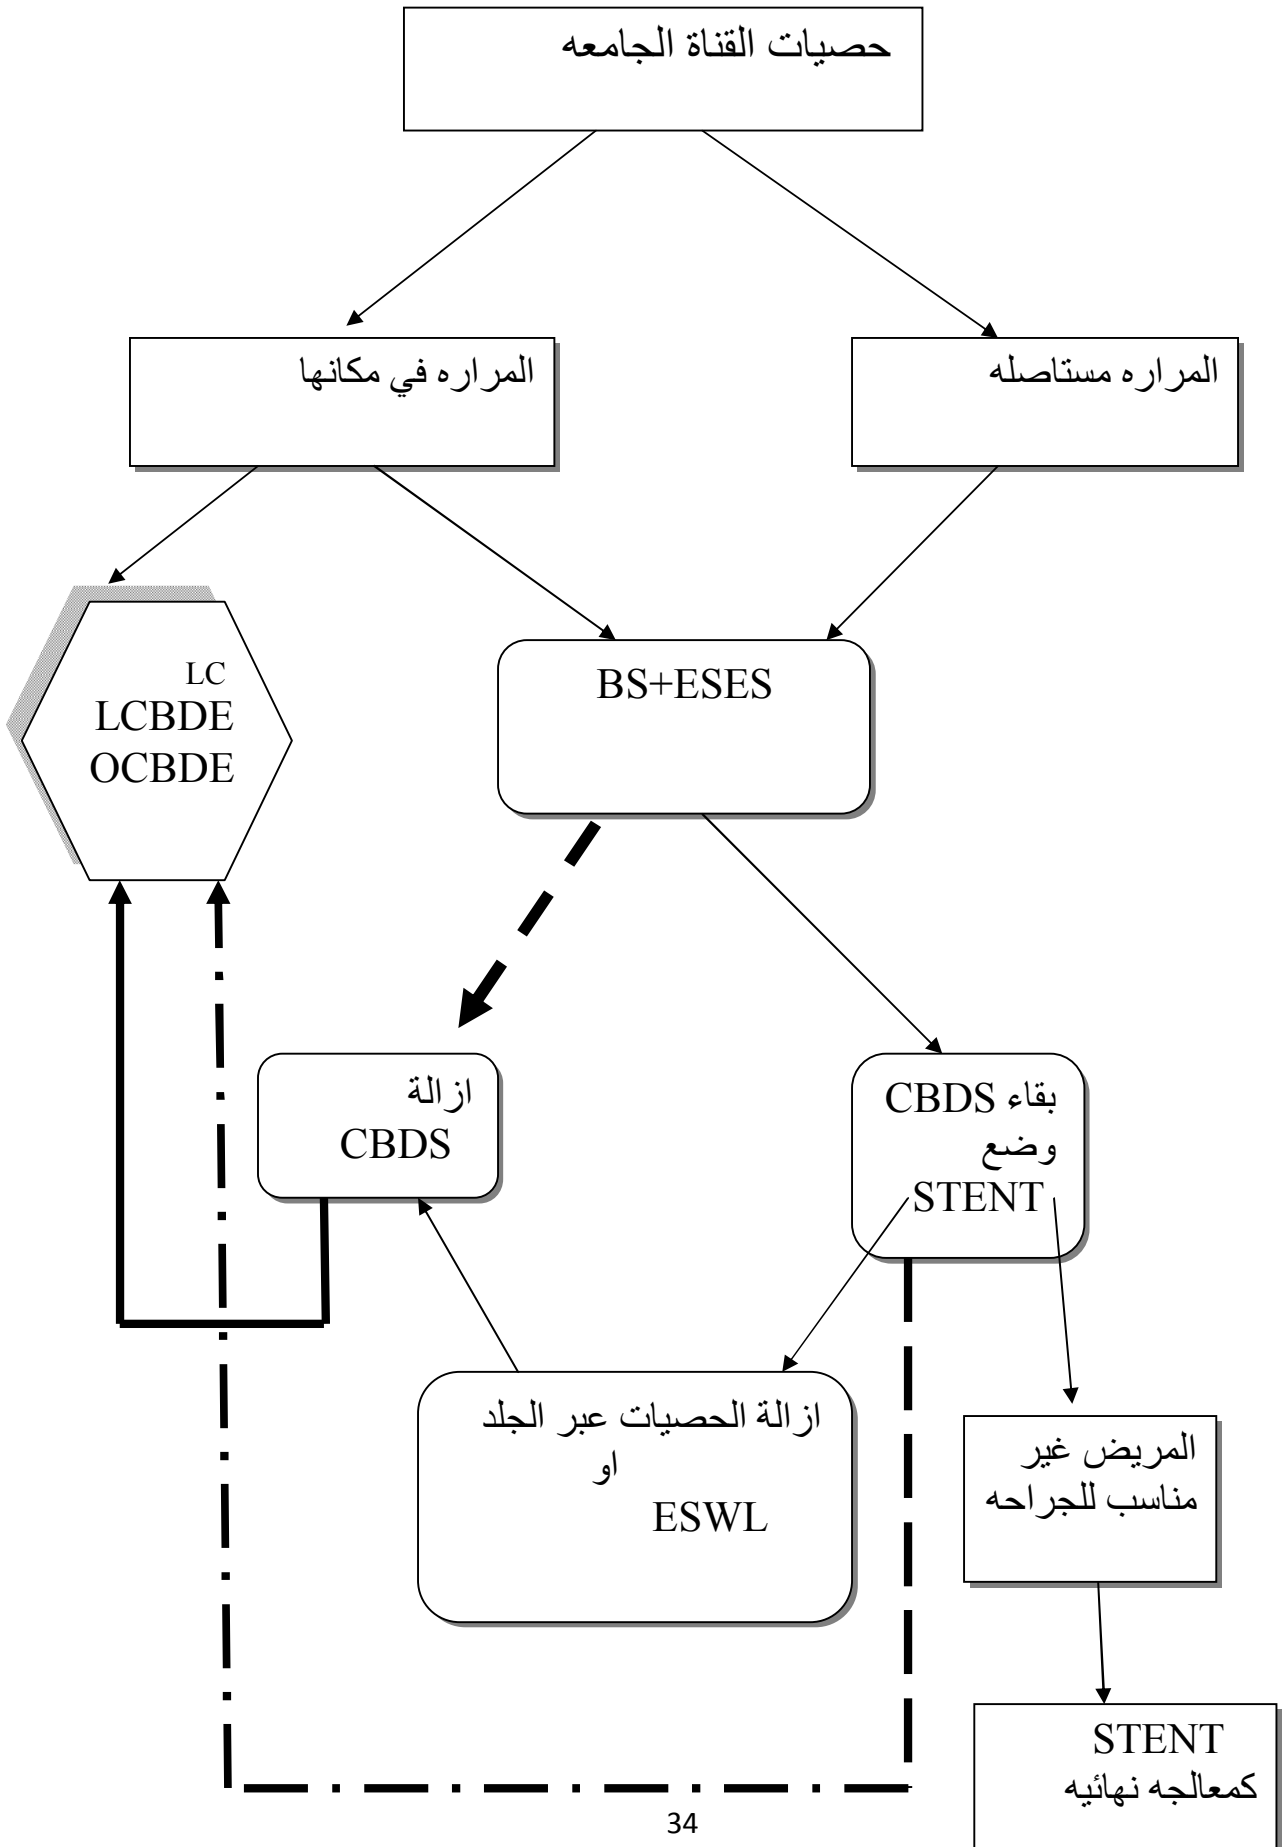 حصيات القناة الجامعه
المراره مستاصله
المراره في مكانها
LC
LCBDE
OCBDE
BS+ESES
ازالة
CBDS
بقاء CBDS
وضع
STENT
ازالة الحصيات عبر الجلد
او
ESWL
المريض غير
مناسب للجراحه
STENT
كمعالجه نهائيه
34